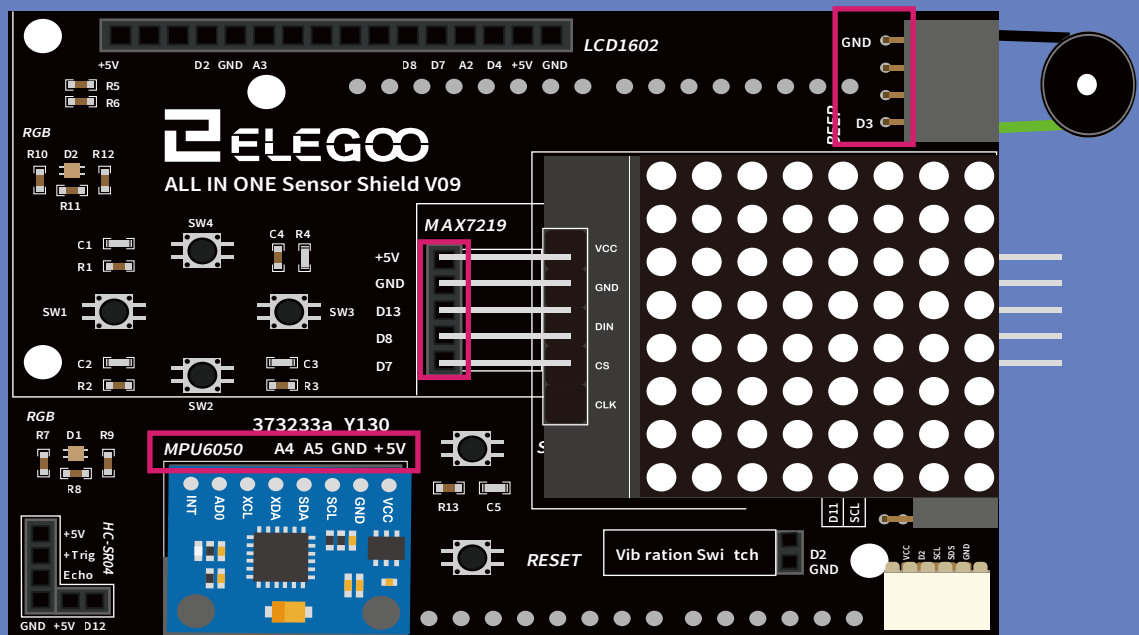 LCD1602
+5V D2 GND A3 D8 D7 A2 D4 +5V GND
GND
D3
R5
R6
RGB
R10 D2 R12
R11
ELEGOO
ALL IN ONE Sensor Shield V09
SW4
C1
R1
C4 R4
SW1
SW3
C2
R2
C3
R3
SW2
MAX7219
+5V
GND
D13
D8
D7
VCC
GND
DIN
CS
CLK
RGB
R7 D1 R9
R8
373233a Y130
MPU6050 A4 A5 GND +5V
INT
AD0
XCL
XDA
SDA
SCL
GND
VCC
S
R13 C5
RESET
HC-SR04
+5V
+Trig
Echo
GND +5V D12
Vib ration Swi tch
D2
GND
D11
SCL
VCC
D2
SCL
SDS
GND